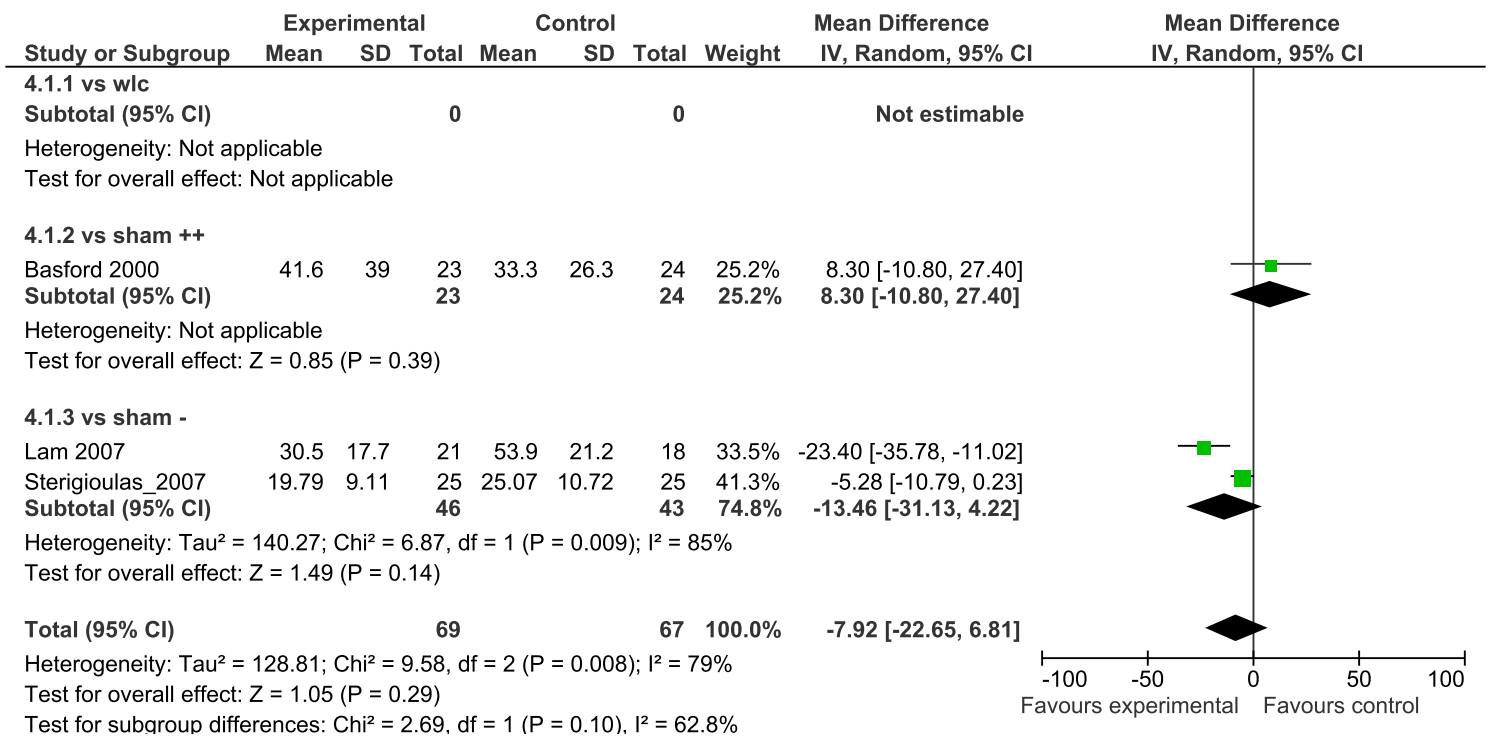 Experimental Control Mean Difference Mean Difference
Study or Subgroup Mean SD Total Mean SD Total Weight IV, Random, 95% CI IV, Random, 95% CI
4.1.1 vs wlc
Subtotal (95% CI) 0 0 Not estimable
Heterogeneity: Not applicable
Test for overall effect: Not applicable
4.1.2 vs sham ++
Basford 2000 41.6 39 23 33.3 26.3 24 25.2% 8.30 [-10.80, 27.40]
Subtotal (95% CI) 23 24 25.2% 8.30 [-10.80, 27.40]
Heterogeneity: Not applicable
Test for overall effect: Z = 0.85 (P = 0.39)
4.1.3 vs sham -
Lam 2007 30.5 17.7 21 53.9 21.2 18 33.5% -23.40 [-35.78, -11.02]
Sterigioulas_2007 19.79 9.11 25 25.07 10.72 25 41.3% -5.28 [-10.79, 0.23]
Subtotal (95% CI) 46 43 74.8% -13.46 [-31.13, 4.22]
Heterogeneity: Tau² = 140.27; Chi² = 6.87, df = 1 (P = 0.009); I² = 85%
Test for overall effect: Z = 1.49 (P = 0.14)
Total (95% CI) 69 67 100.0% -7.92 [-22.65, 6.81]
Heterogeneity: Tau² = 128.81; Chi² = 9.58, df = 2 (P = 0.008); I² = 79%
Test for overall effect: Z = 1.05 (P = 0.29)
Test for subgroup differences: Chi² = 2.69, df = 1 (P = 0.10), I² = 62.8%
-100 -50 0 50 100
Favours experimental Favours control